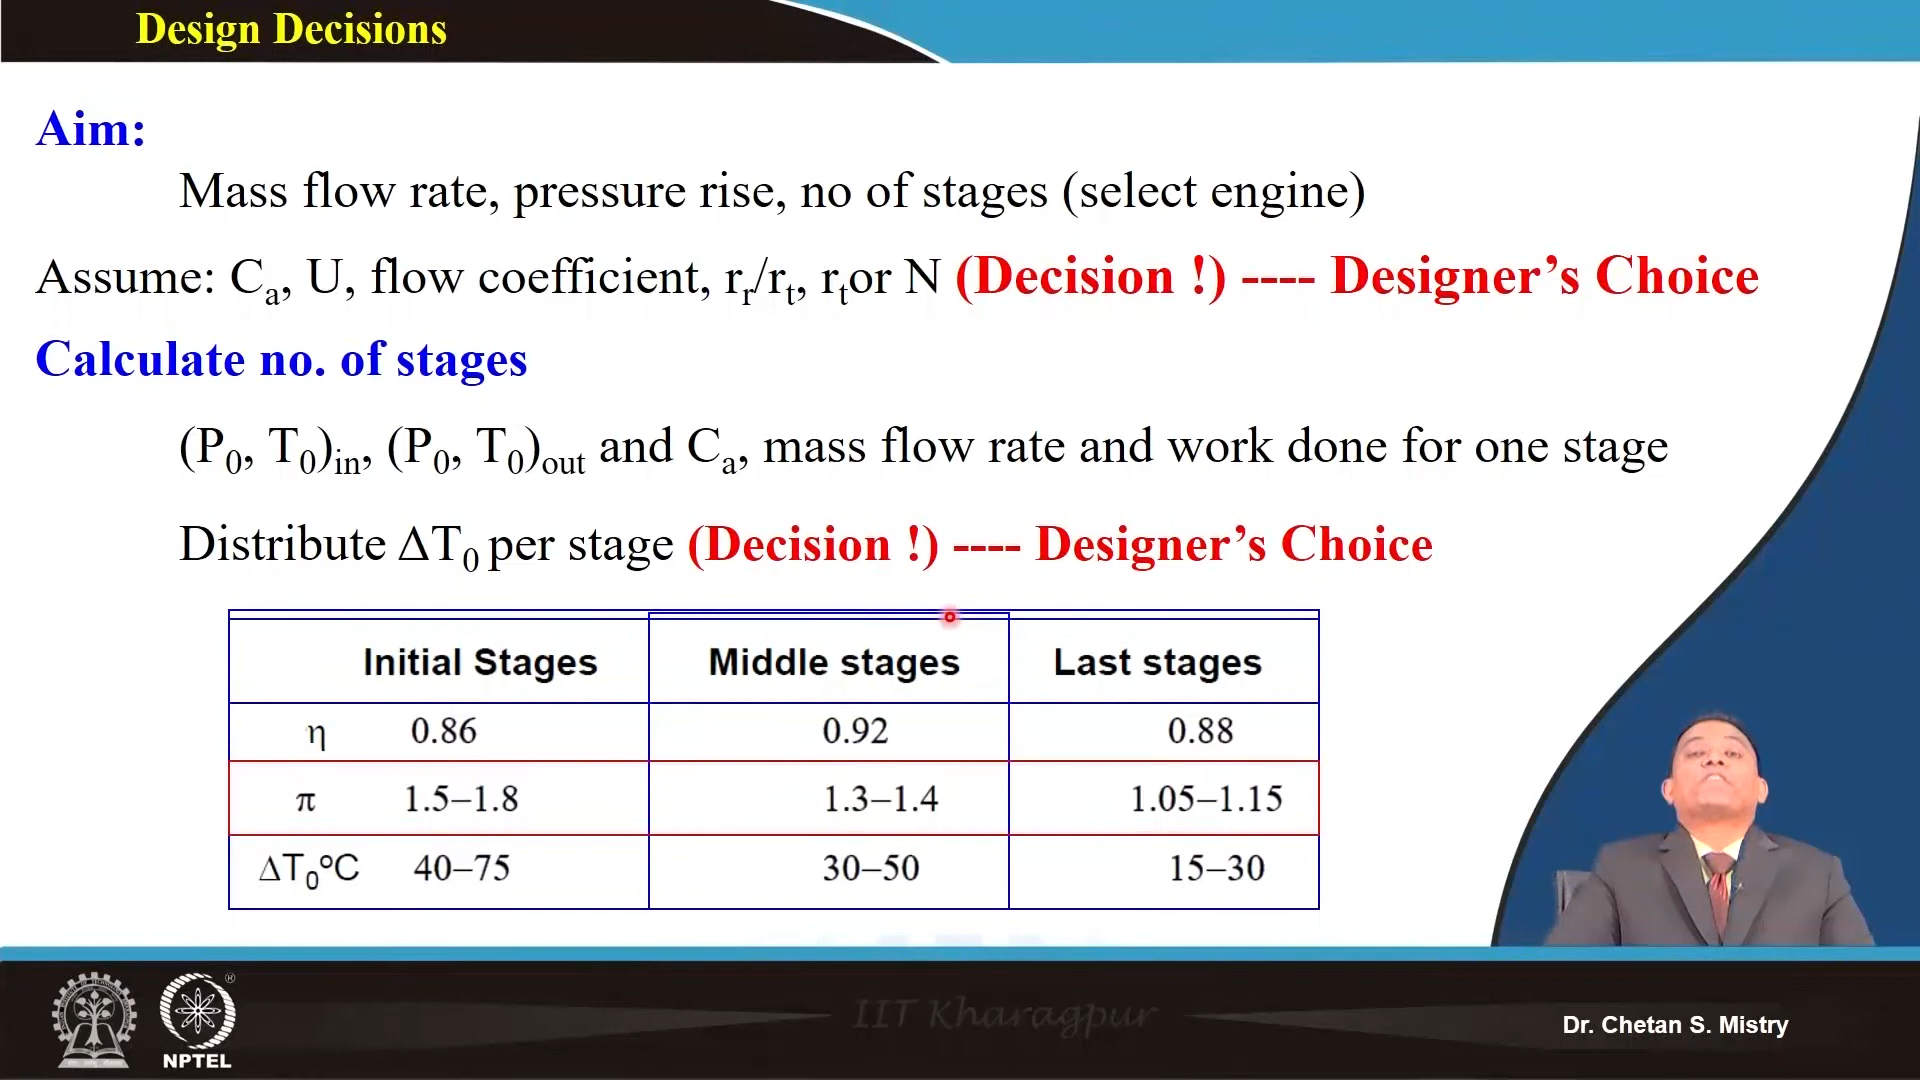 Design Decisions
Aim:
Mass flow rate, pressure rise, no of stages (select engine)
Assume: Ca, U, flow coefficient, rr/rt, rtor N (Decision !) ---- Designer’s Choice
Calculate no. of stages
(P0, T0)in, (P0, T0)out and Ca, mass flow rate and work done for one stage
Distribute ΔT0 per stage (Decision !) ---- Designer’s Choice
Initial Stages Middle stages Last stages
η 0.86 0.92 0.88
π 1.5–1.8 1.3–1.4 1.05–1.15
ΔT0ºC 40–75 30–50 15–30
IIT Kharagpur
Dr. Chetan S. Mistry
®
NPTEL